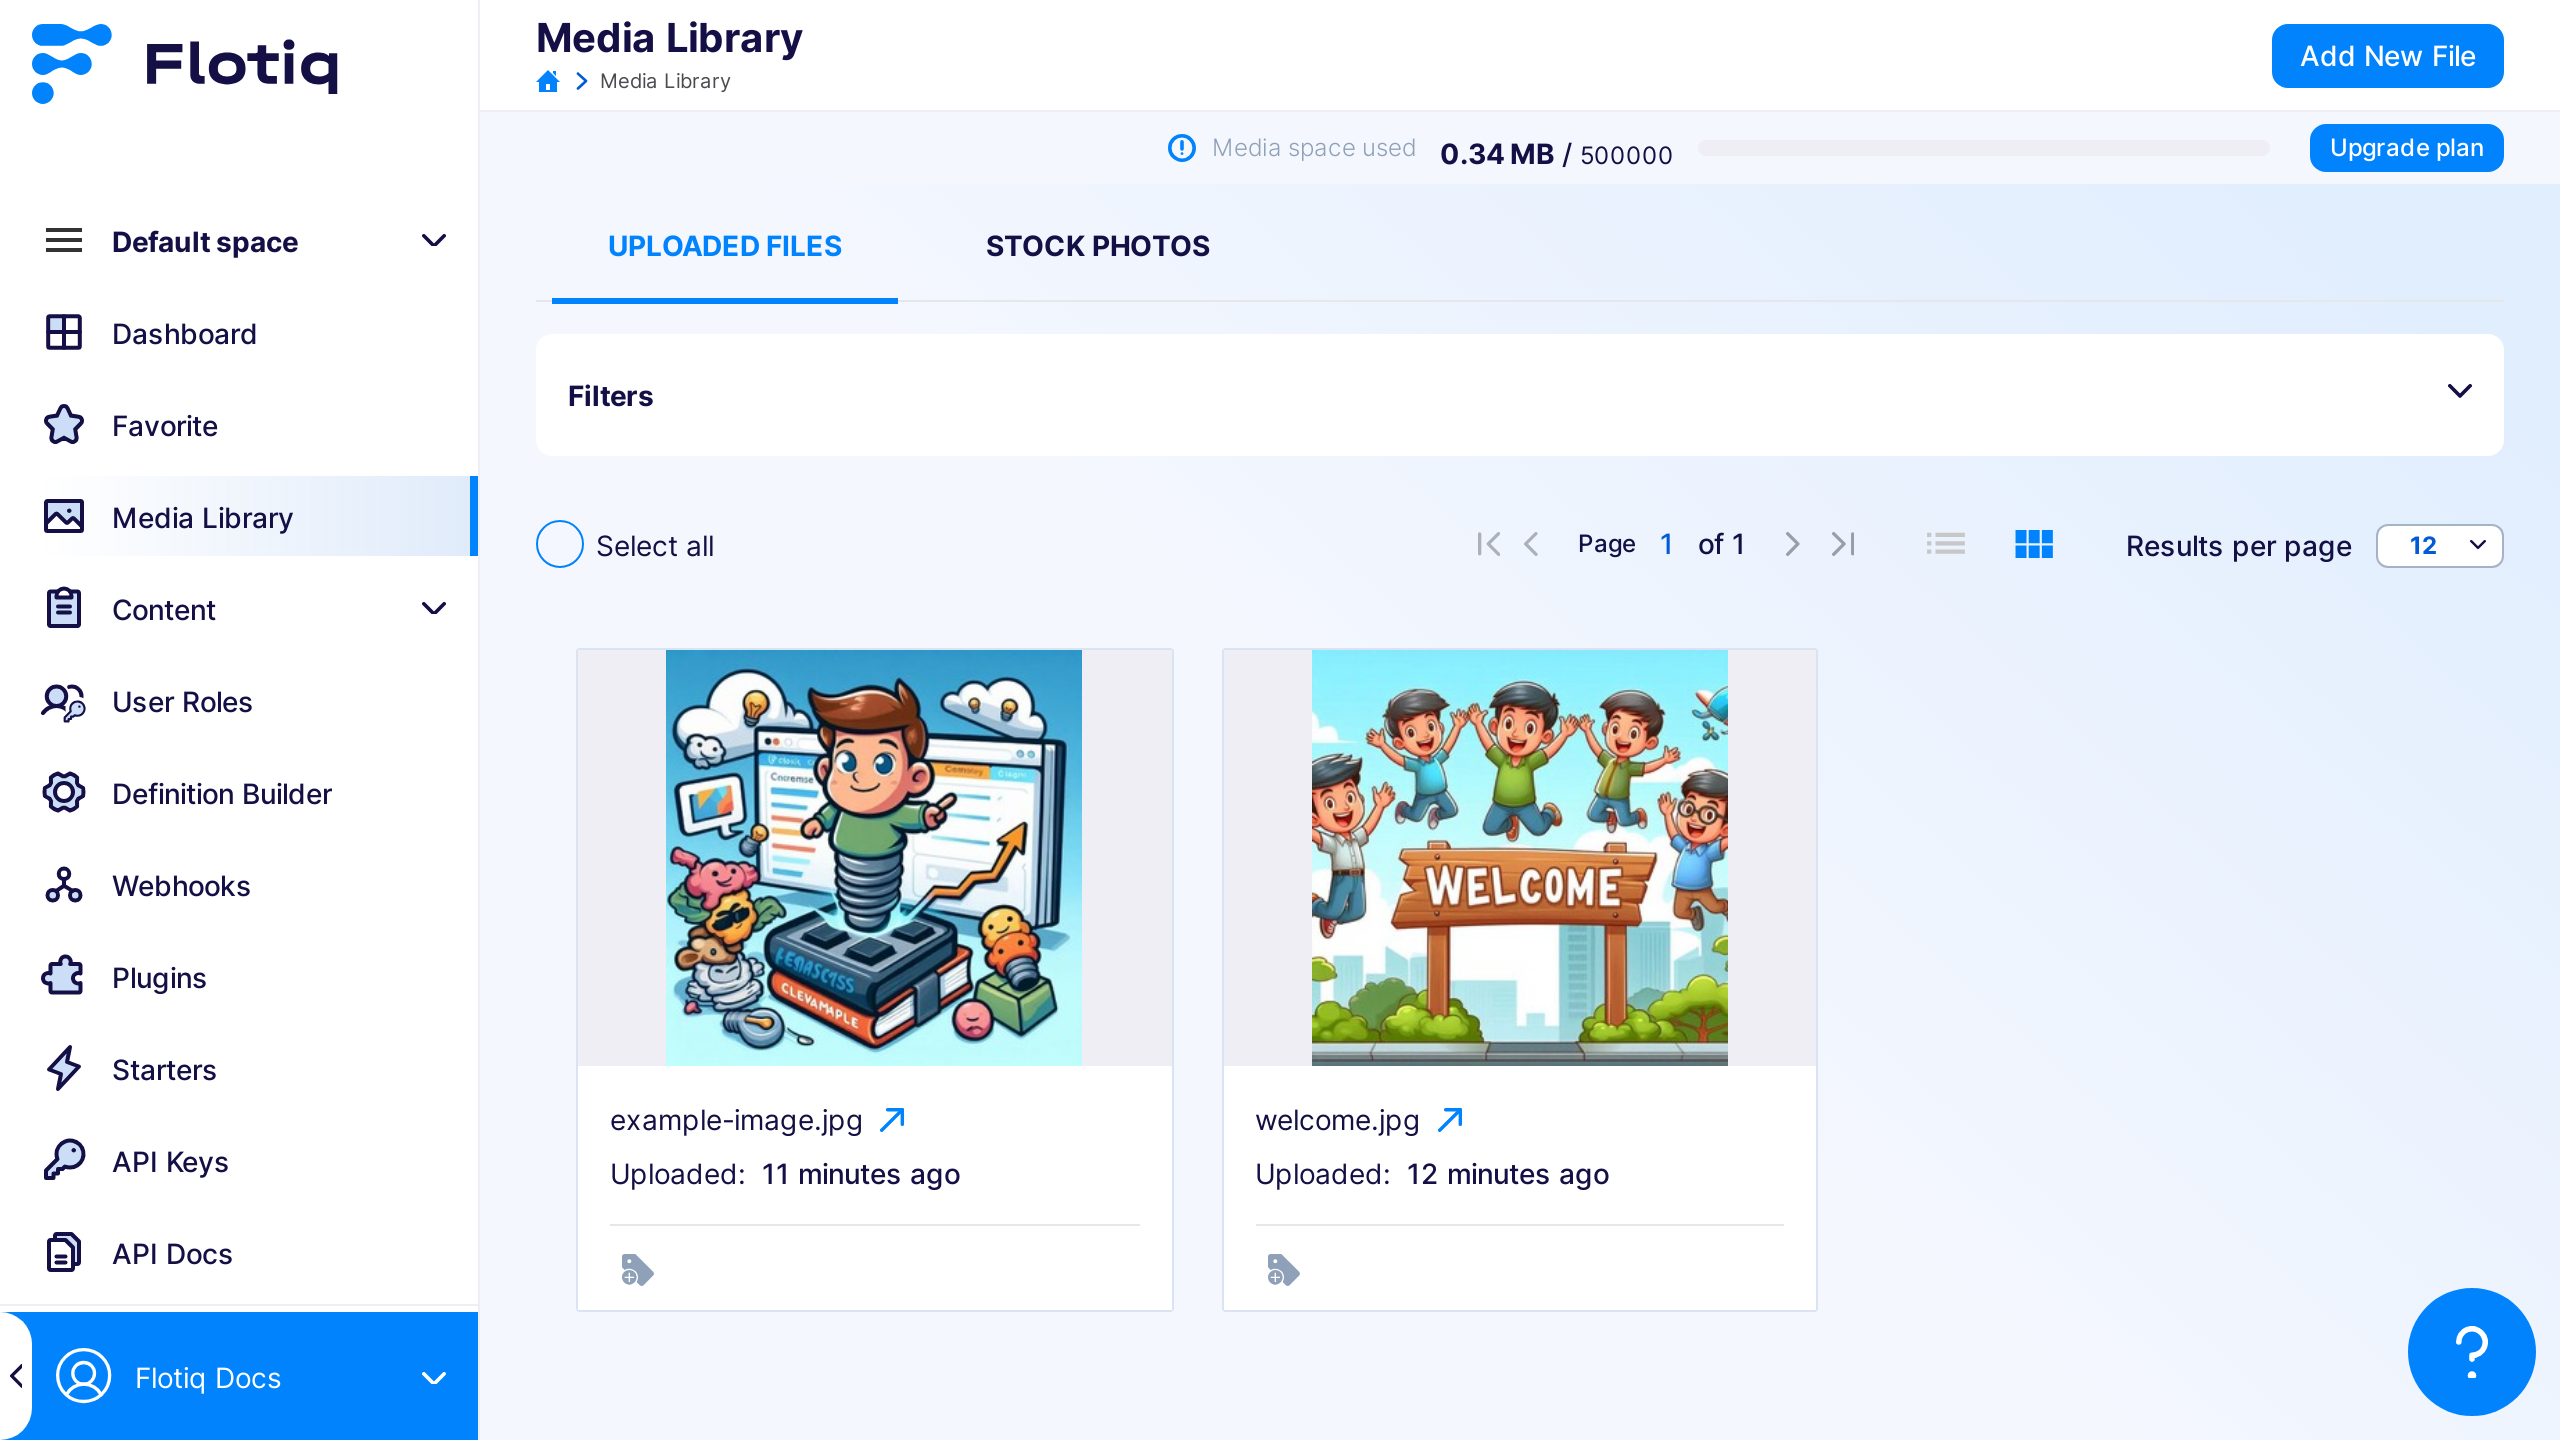 Flotiq
Default space
Dashboard
Favorite
Media Library
Content
User Roles
Definition Builder
Webhooks
Plugins
Starters
API Keys
API Docs
Flotiq Docs
Media Library
Media Library
Add New File
Media space used 0.34 MB / 500000
Upgrade plan
UPLOADED FILES
STOCK PHOTOS
Filters
Select all
Page 1 of 1
Results per page 12
CLEVAMAPLE
WELCOME
example-image.jpg
Uploaded: 11 minutes ago
welcome.jpg
Uploaded: 12 minutes ago